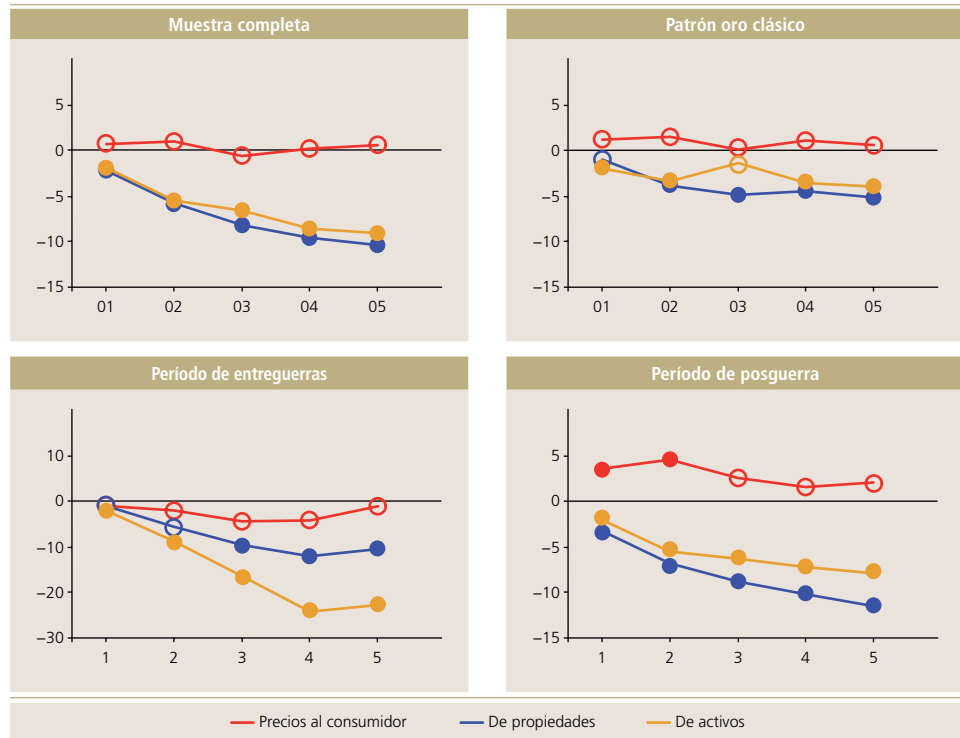 Muestra completa
5
0
−5
−10
−15
01 02 03 04 05
Patrón oro clásico
5
0
−5
−10
−15
01 02 03 04 05
Período de entreguerras
10
0
−10
−20
−30
1 2 3 4 5
Período de posguerra
5
0
−5
−10
−15
1 2 3 4 5
Precios al consumidor De propiedades De activos